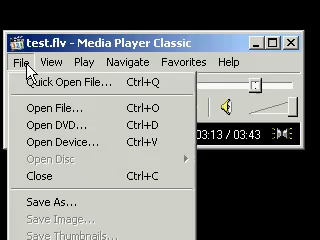 test.flv - Media Player Classic
File View Play Navigate Favorites Help
Quick Open File... Ctrl+Q
Open File... Ctrl+O
Open DVD... Ctrl+D
Open Device... Ctrl+V
Open Disc
Close Ctrl+C
03:13 / 03:43
Save As...
Save Image...
Save Thumbnails...